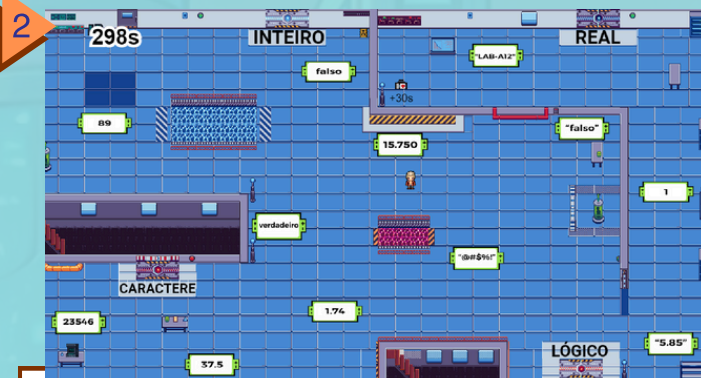 2
298s
INTEIRO
REAL
"LAB-A12"
falso
+30s
89
"falso"
15.750
1
verdadeiro
"@#$%!"
CARACTERE
1.74
23546
"5.85"
LÓGICO
37.5